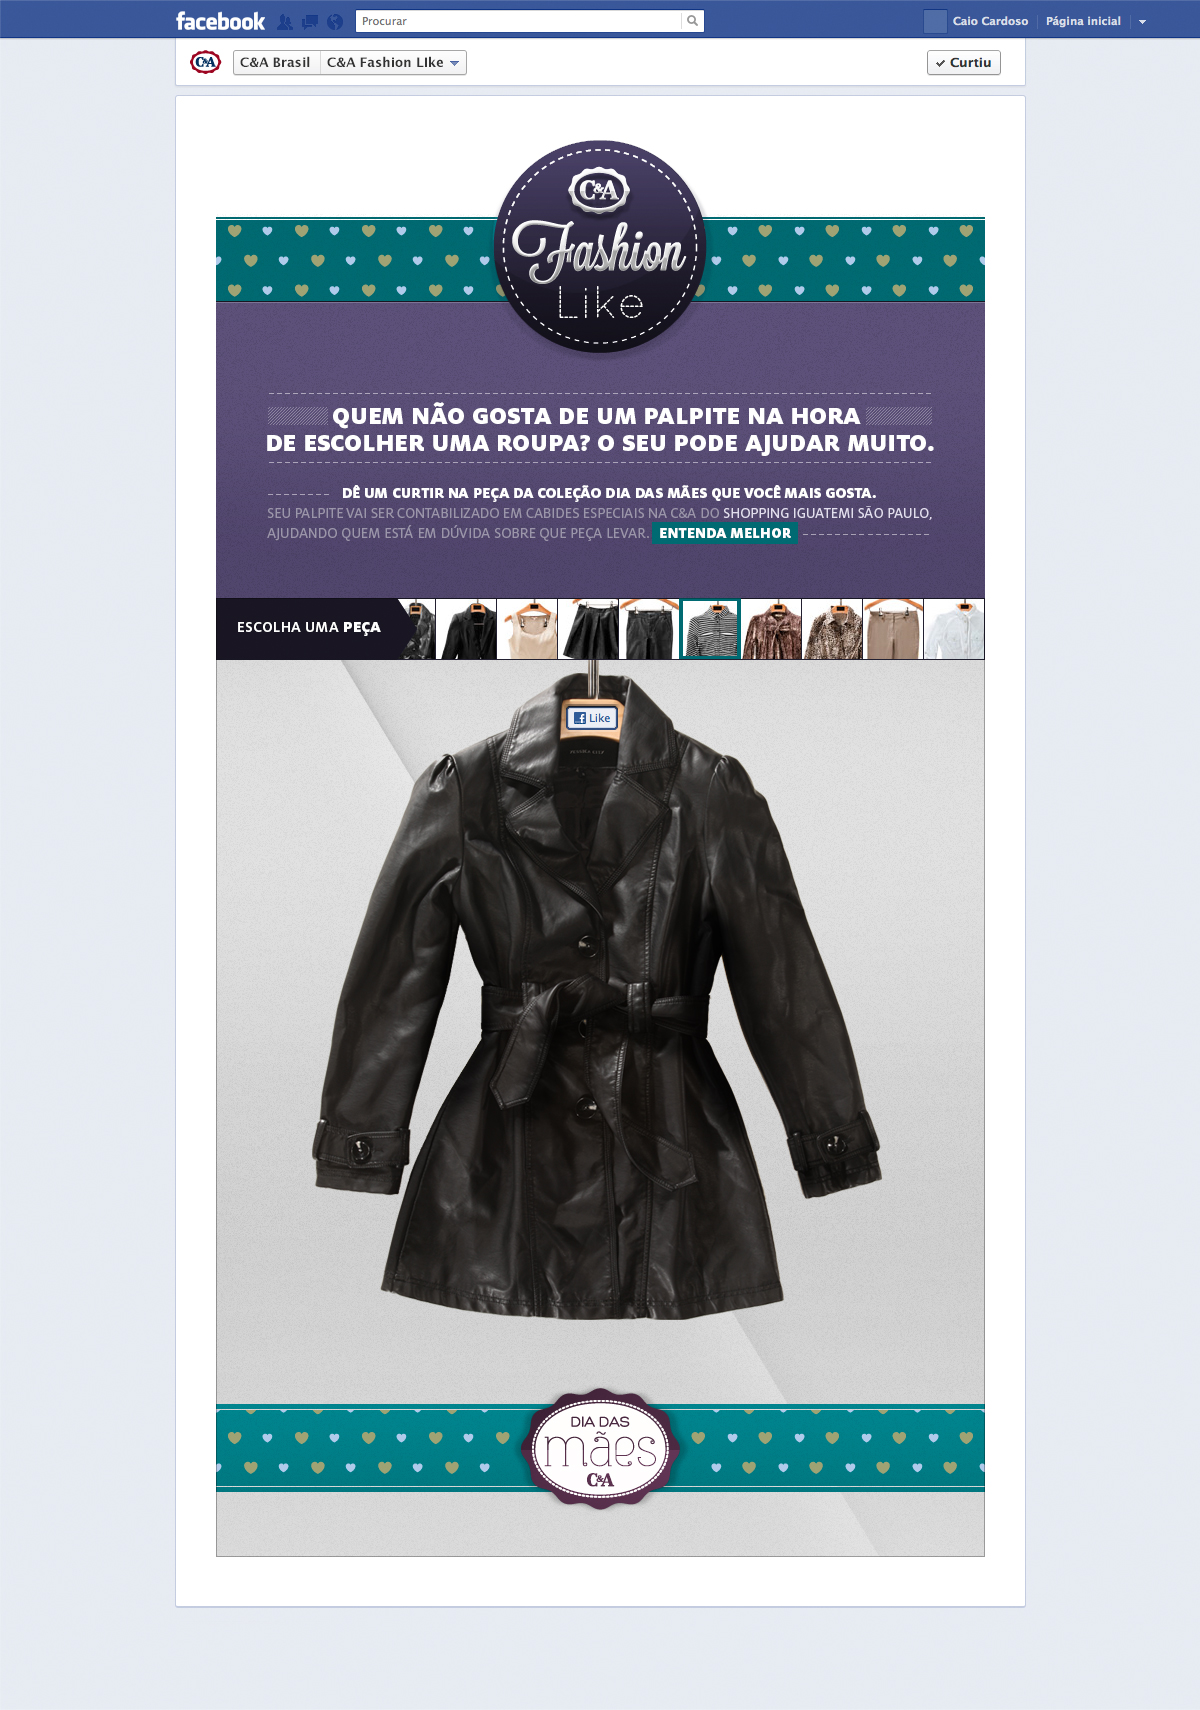 facebook
Procurar
Caio Cardoso
Página inicial
C&A
C&A Brasil
C&A Fashion LIke
Curtiu
C&A
Fashion
Like
QUEM NÃO GOSTA DE UM PALPITE NA HORA
DE ESCOLHER UMA ROUPA? O SEU PODE AJUDAR MUITO.
DÊ UM CURTIR NA PEÇA DA COLEÇÃO DIA DAS MÃES QUE VOCÊ MAIS GOSTA.
SEU PALPITE VAI SER CONTABILIZADO EM CABIDES ESPECIAIS NA C&A DO SHOPPING IGUATEMI SÃO PAULO,
AJUDANDO QUEM ESTÁ EM DÚVIDA SOBRE QUE PEÇA LEVAR. ENTENDA MELHOR
ESCOLHA UMA PEÇA
Like
DIA DAS
mães
C&A